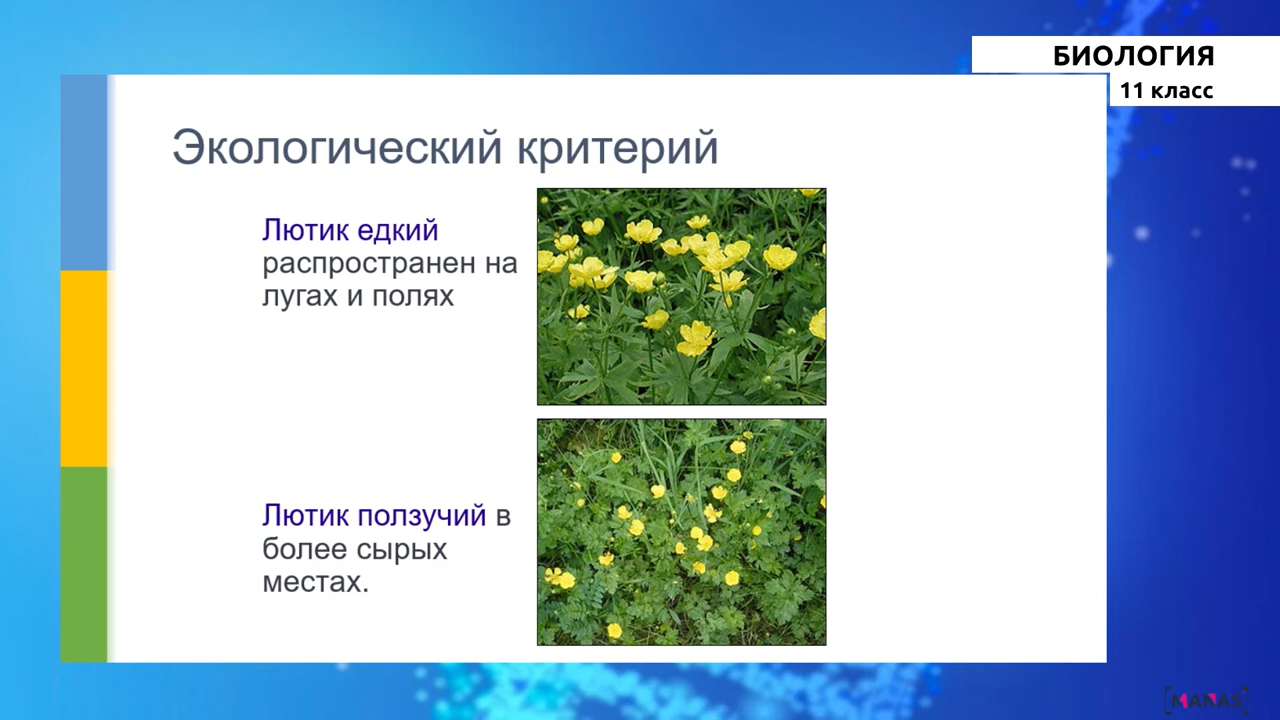 БИОЛОГИЯ
11 класс
Экологический критерий
Лютик едкий
распространен на
лугах и полях
Лютик ползучий в
более сырых
местах.
MANAS